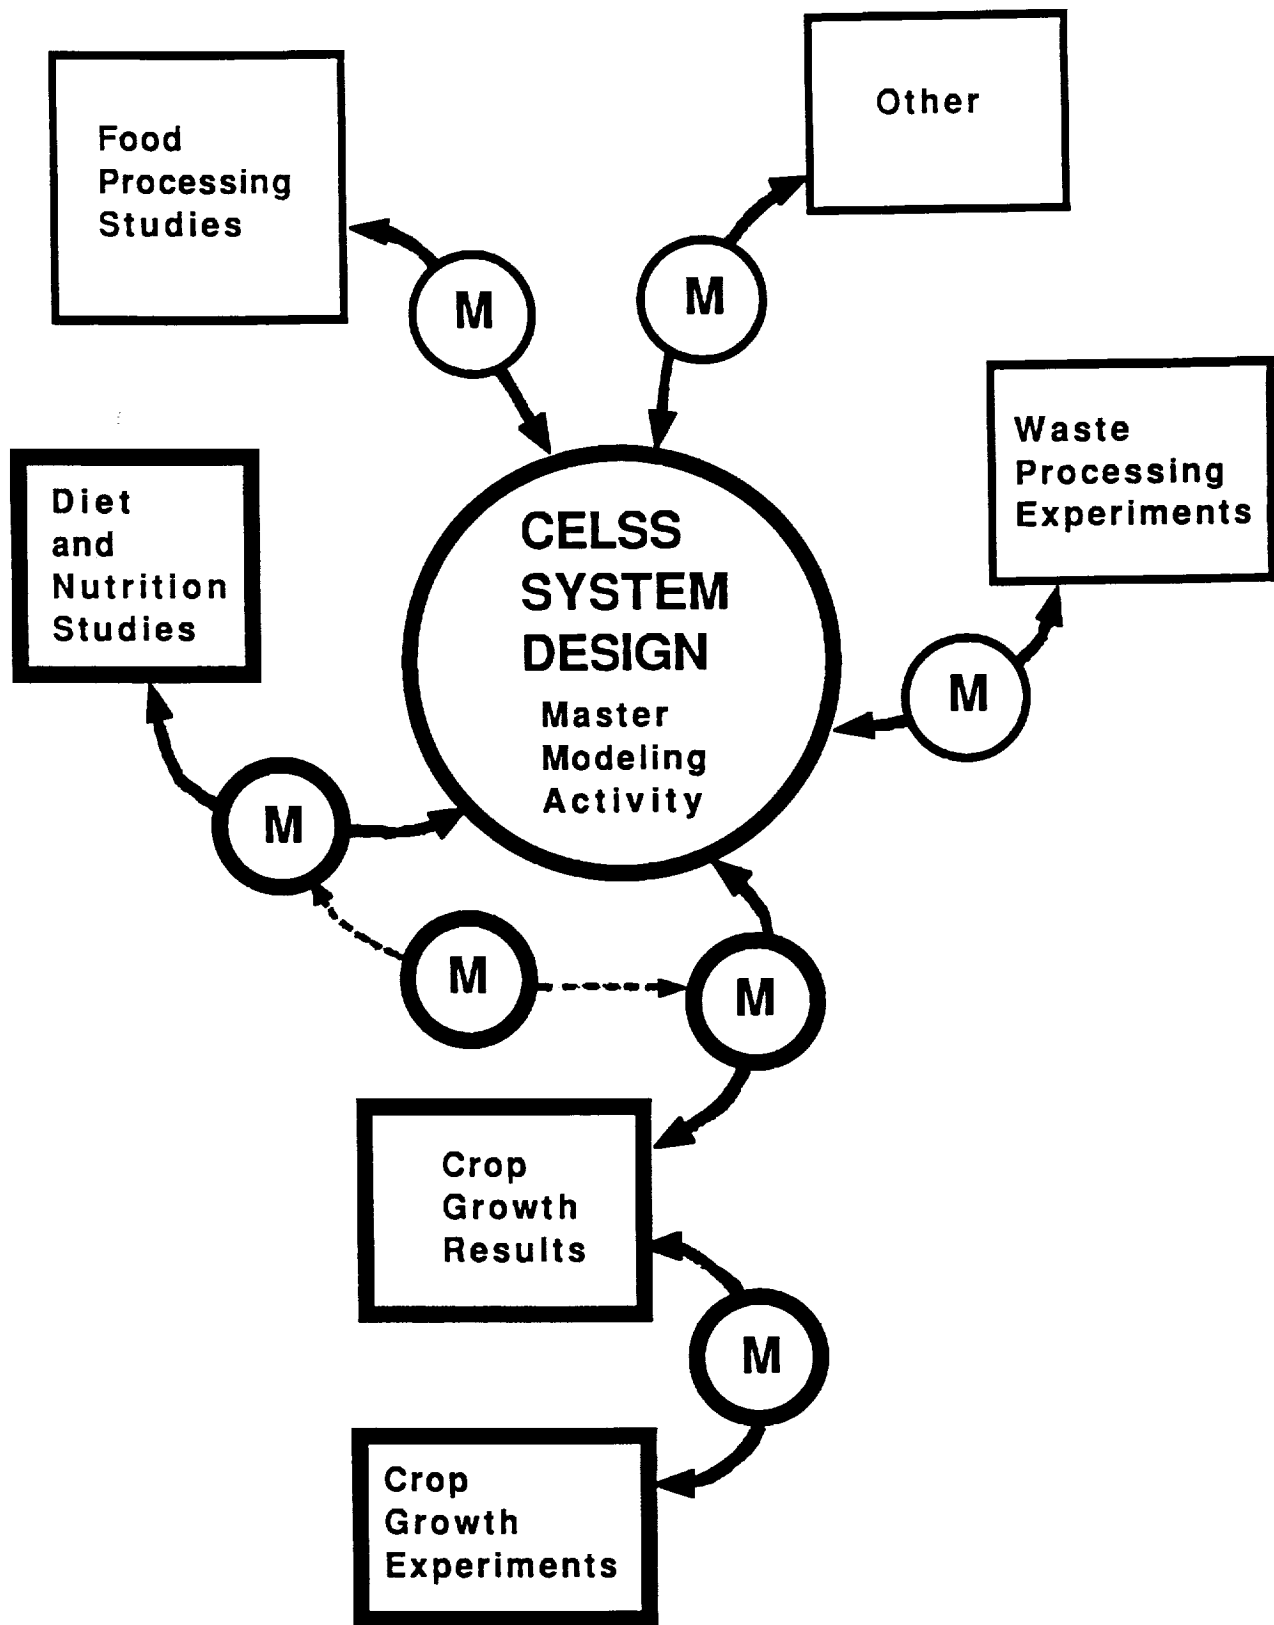 Other
Food
Processing
Studies
M
M
Waste
Processing
Experiments
Diet
and
Nutrition
Studies
CELSS
SYSTEM
DESIGN
Master
Modeling
Activity
M
M
M
M
Crop
Growth
Results
M
Crop
Growth
Experiments